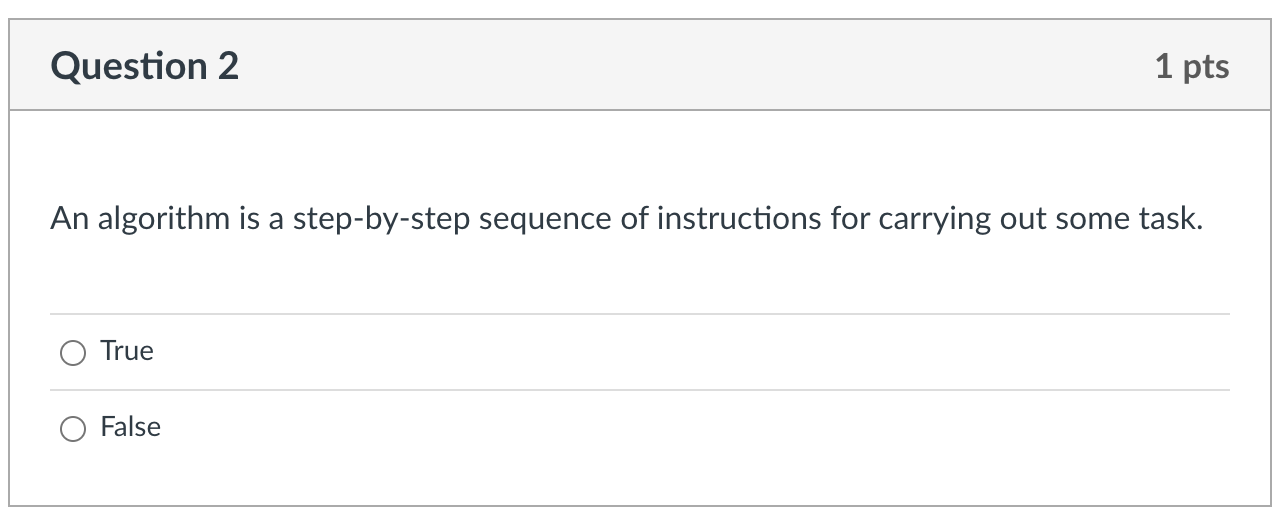 Question 2
1 pts
An algorithm is a step-by-step sequence of instructions for carrying out some task.
True
False